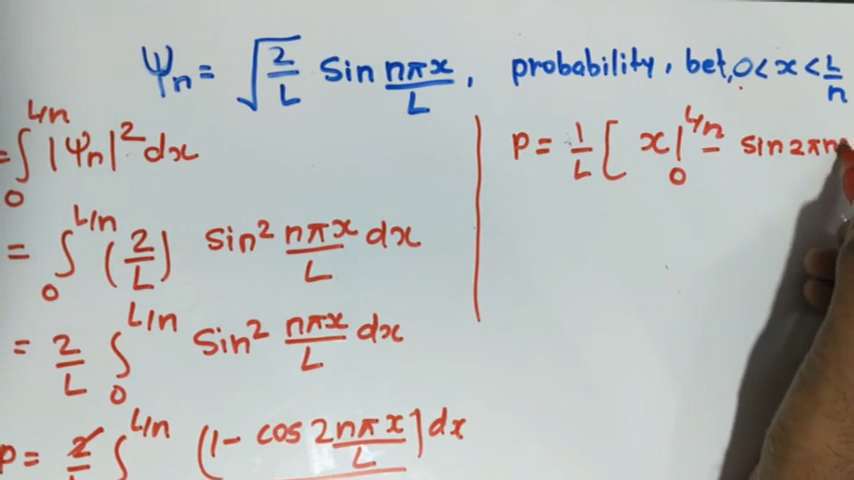 Ψn = √(2/L) Sin nπx/L, probability, bet, 0 < x < L/n
= ∫₀^(L/n) |Ψn|² dx
= ∫₀^(L/n) (2/L) Sin² nπx/L dx
= 2/L ∫₀^(L/n) Sin² nπx/L dx
P = 2/L ∫^(L/n) (1 - cos 2nπx/L) dx
P = 1/L [ x|₀^(L/n) - sin 2πn